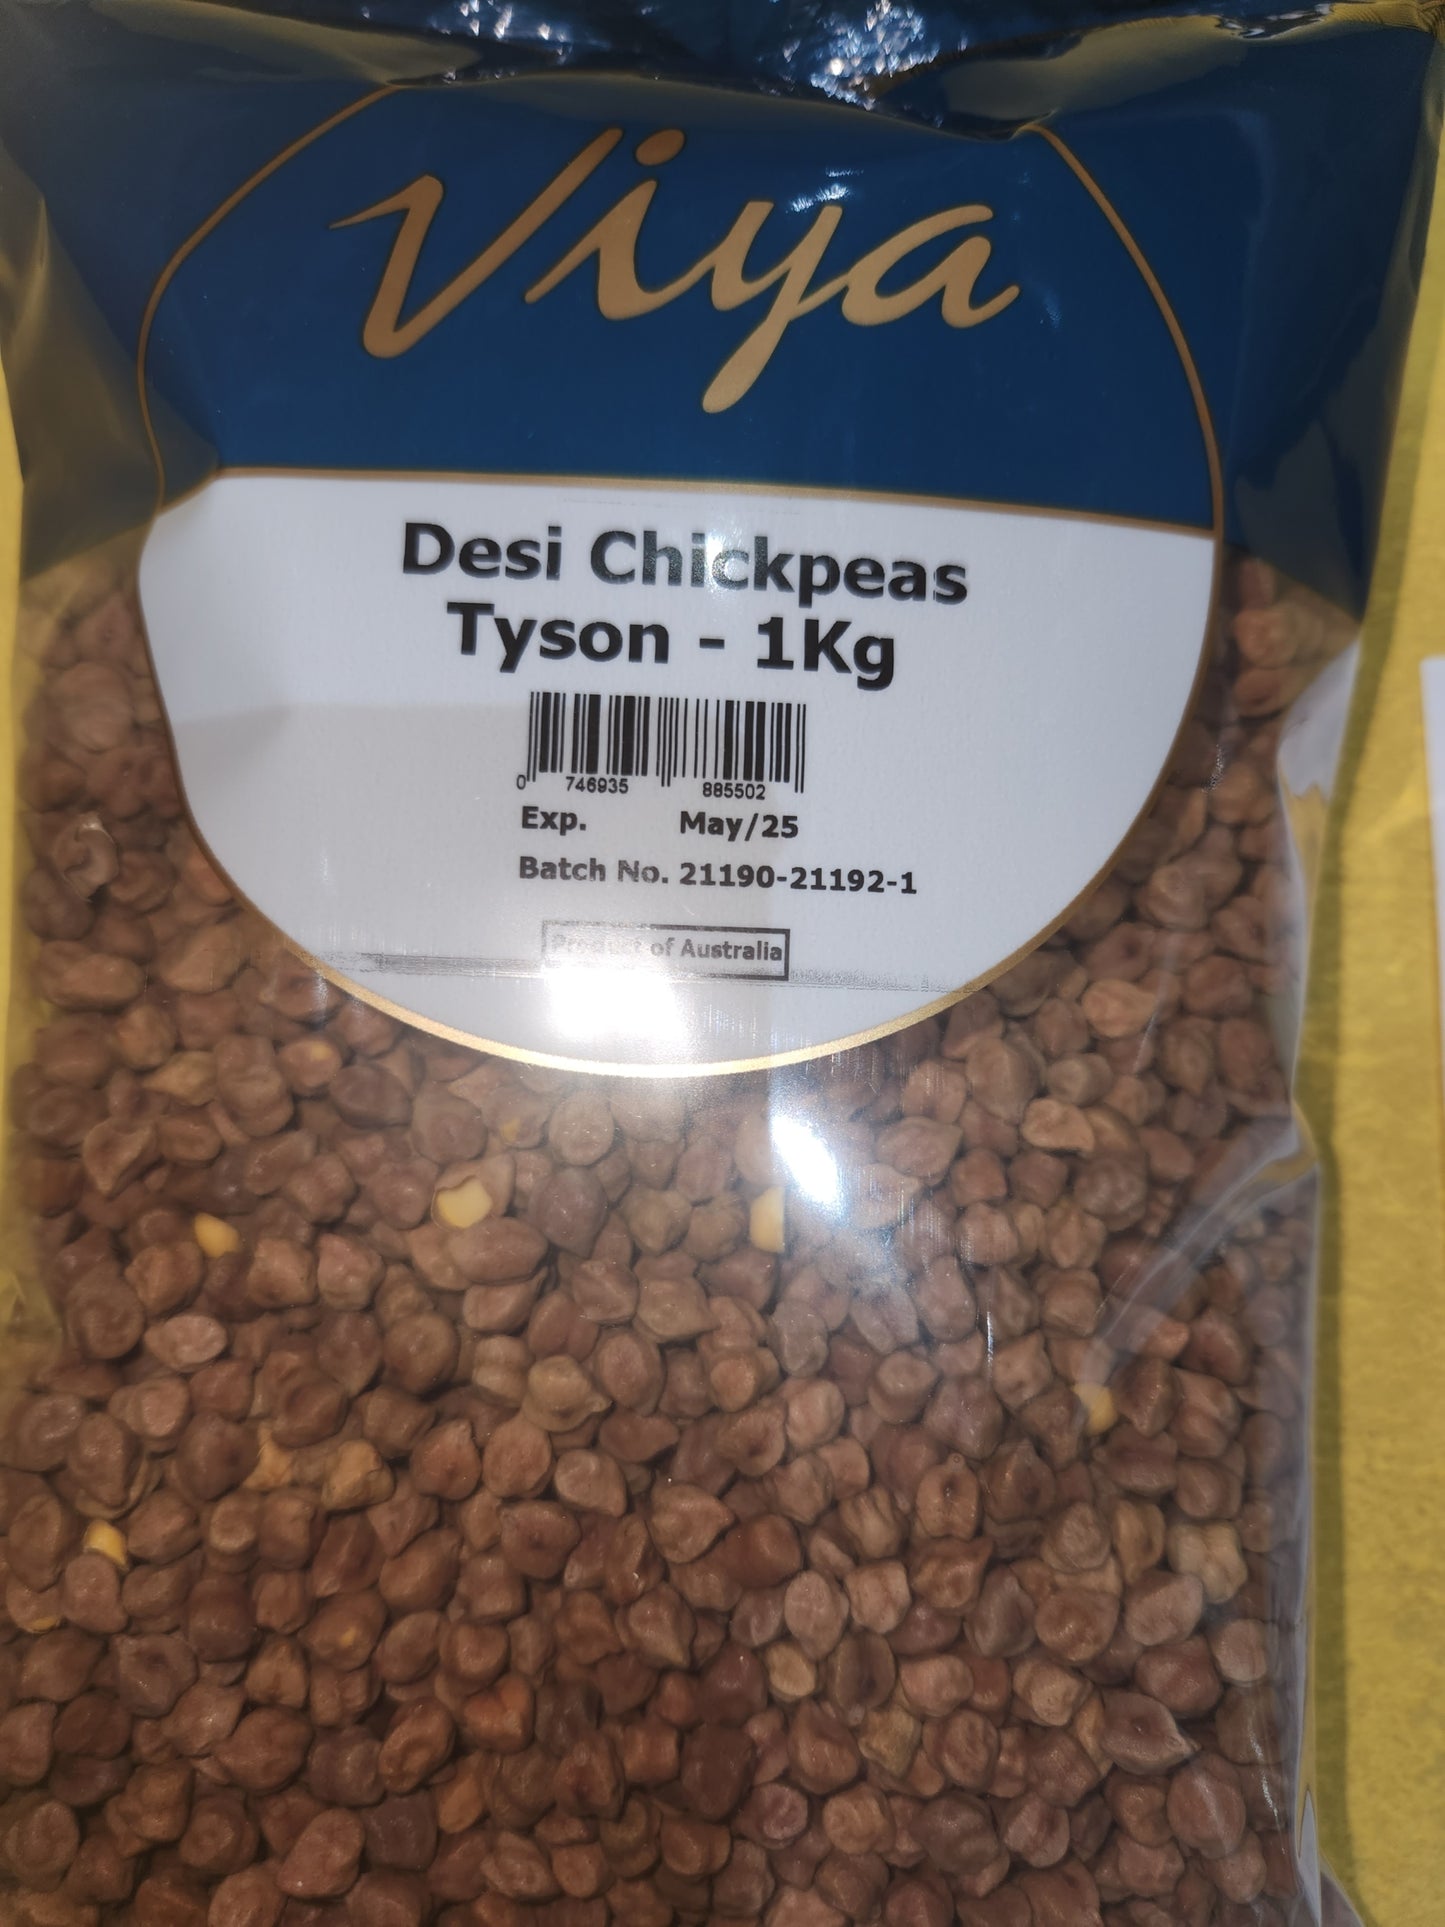 Viya
Desi Chickpeas
Tyson - 1Kg
0 746935 885502
Exp. May/25
Batch No. 21190-21192-1
Product of Australia